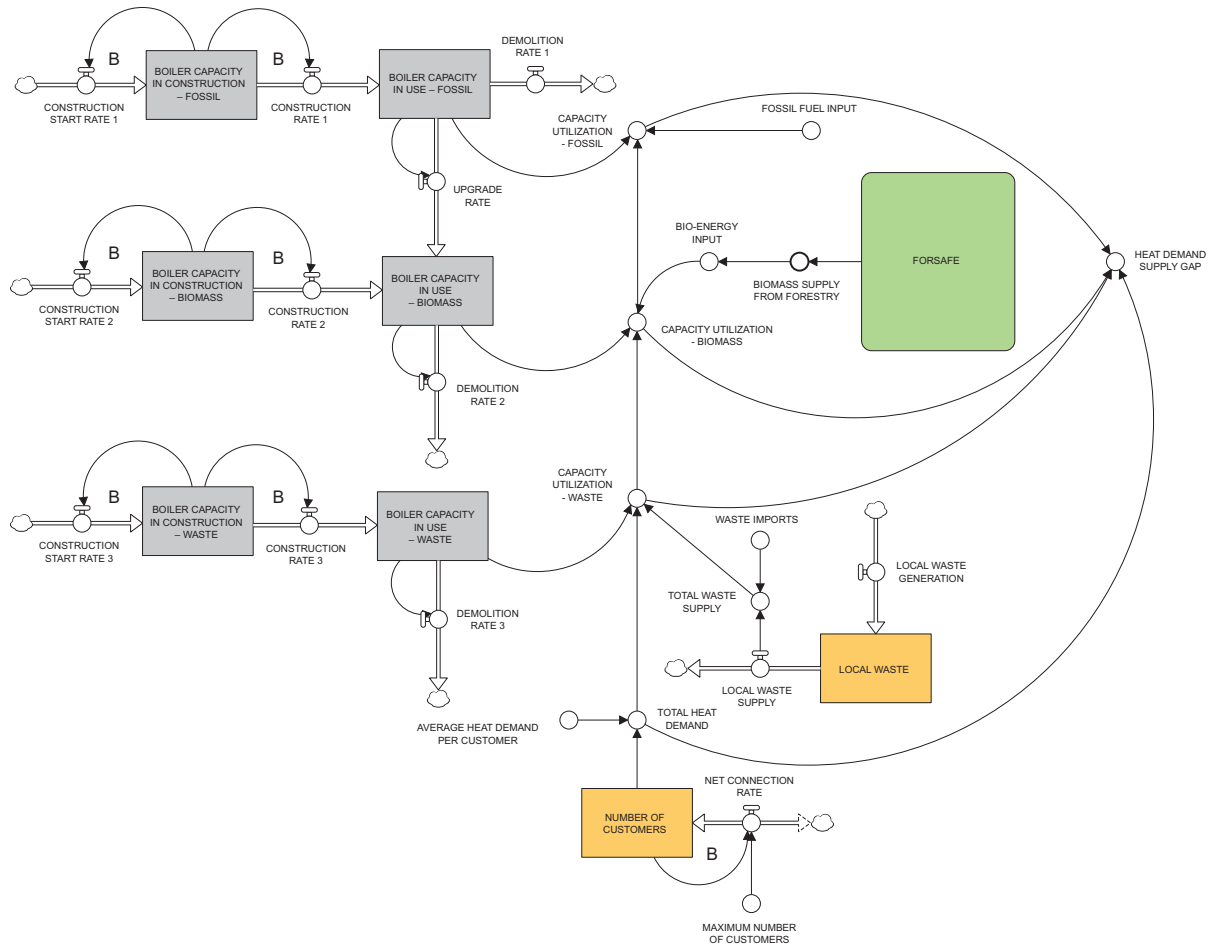 DEMOLITION
RATE 1
B
B
BOILER CAPACITY
IN CONSTRUCTION
– FOSSIL
BOILER CAPACITY
IN USE – FOSSIL
CONSTRUCTION
START RATE 1
CONSTRUCTION
RATE 1
CAPACITY
UTILIZATION
- FOSSIL
FOSSIL FUEL INPUT
UPGRADE
RATE
B
B
BOILER CAPACITY
IN CONSTRUCTION
– BIOMASS
BOILER CAPACITY
IN USE
– BIOMASS
CONSTRUCTION
START RATE 2
CONSTRUCTION
RATE 2
BIO-ENERGY
INPUT
BIOMASS SUPPLY
FROM FORESTRY
FORSAFE
HEAT DEMAND
SUPPLY GAP
CAPACITY UTILIZATION
- BIOMASS
DEMOLITION
RATE 2
B
B
BOILER CAPACITY
IN CONSTRUCTION
– WASTE
BOILER CAPACITY
IN USE
– WASTE
CONSTRUCTION
START RATE 3
CONSTRUCTION
RATE 3
CAPACITY
UTILIZATION
- WASTE
WASTE IMPORTS
LOCAL WASTE
GENERATION
TOTAL WASTE
SUPPLY
DEMOLITION
RATE 3
LOCAL WASTE
LOCAL WASTE
SUPPLY
AVERAGE HEAT DEMAND
PER CUSTOMER
TOTAL HEAT
DEMAND
NET CONNECTION
RATE
NUMBER OF
CUSTOMERS
B
MAXIMUM NUMBER
OF CUSTOMERS